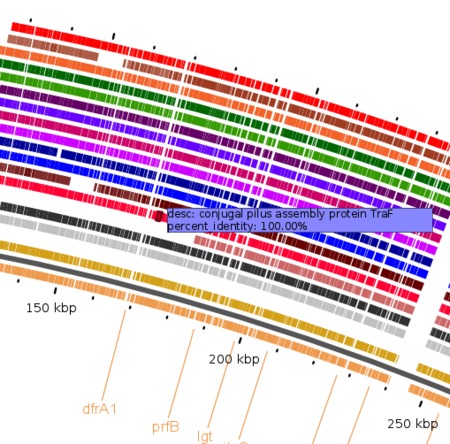 desc: conjugal pilus assembly protein TraF
percent identity: 100.00%
150 kbp
200 kbp
250 kbp
dfrA1
prfB
lgt